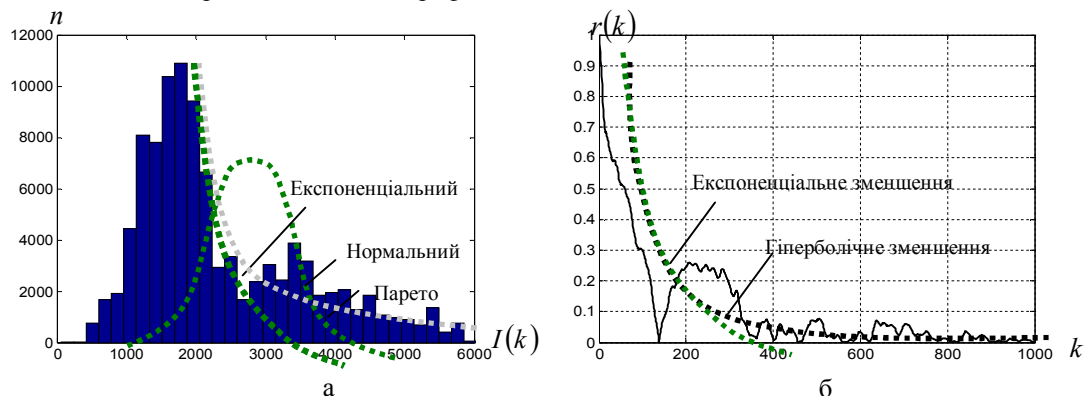 n
12000
10000
8000
6000
4000
2000
0
0 1000 2000 3000 4000 5000 6000
I(k)
Експоненціальний
Нормальний
Парето
а
r(k)
1
0.9
0.8
0.7
0.6
0.5
0.4
0.3
0.2
0.1
0
0 200 400 600 800 1000
k
Експоненціальне зменшення
Гіперболічне зменшення
б